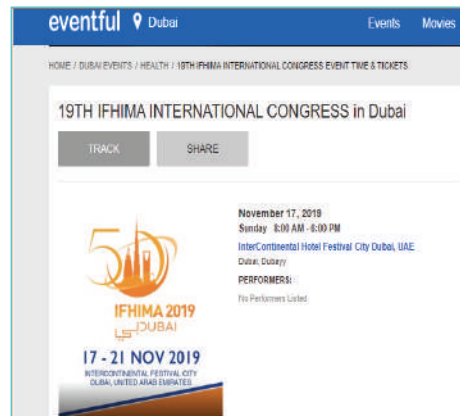 eventful Dubai Events Movies
HOME / DUBAI EVENTS / HEALTH / 19TH IFHIMA INTERNATIONAL CONGRESS EVENT TIME & TICKETS
19TH IFHIMA INTERNATIONAL CONGRESS in Dubai
TRACK SHARE
November 17, 2019
Sunday 8:00 AM - 6:00 PM
InterContinental Hotel Festival City Dubai, UAE
Dubai, Dubayy
PERFORMERS:
No Performers Listed
50
IFHIMA 2019
دبي DUBAI
17 - 21 NOV 2019
INTERCONTINENTAL, FESTIVAL CITY
DUBAI, UNITED ARAB EMIRATES